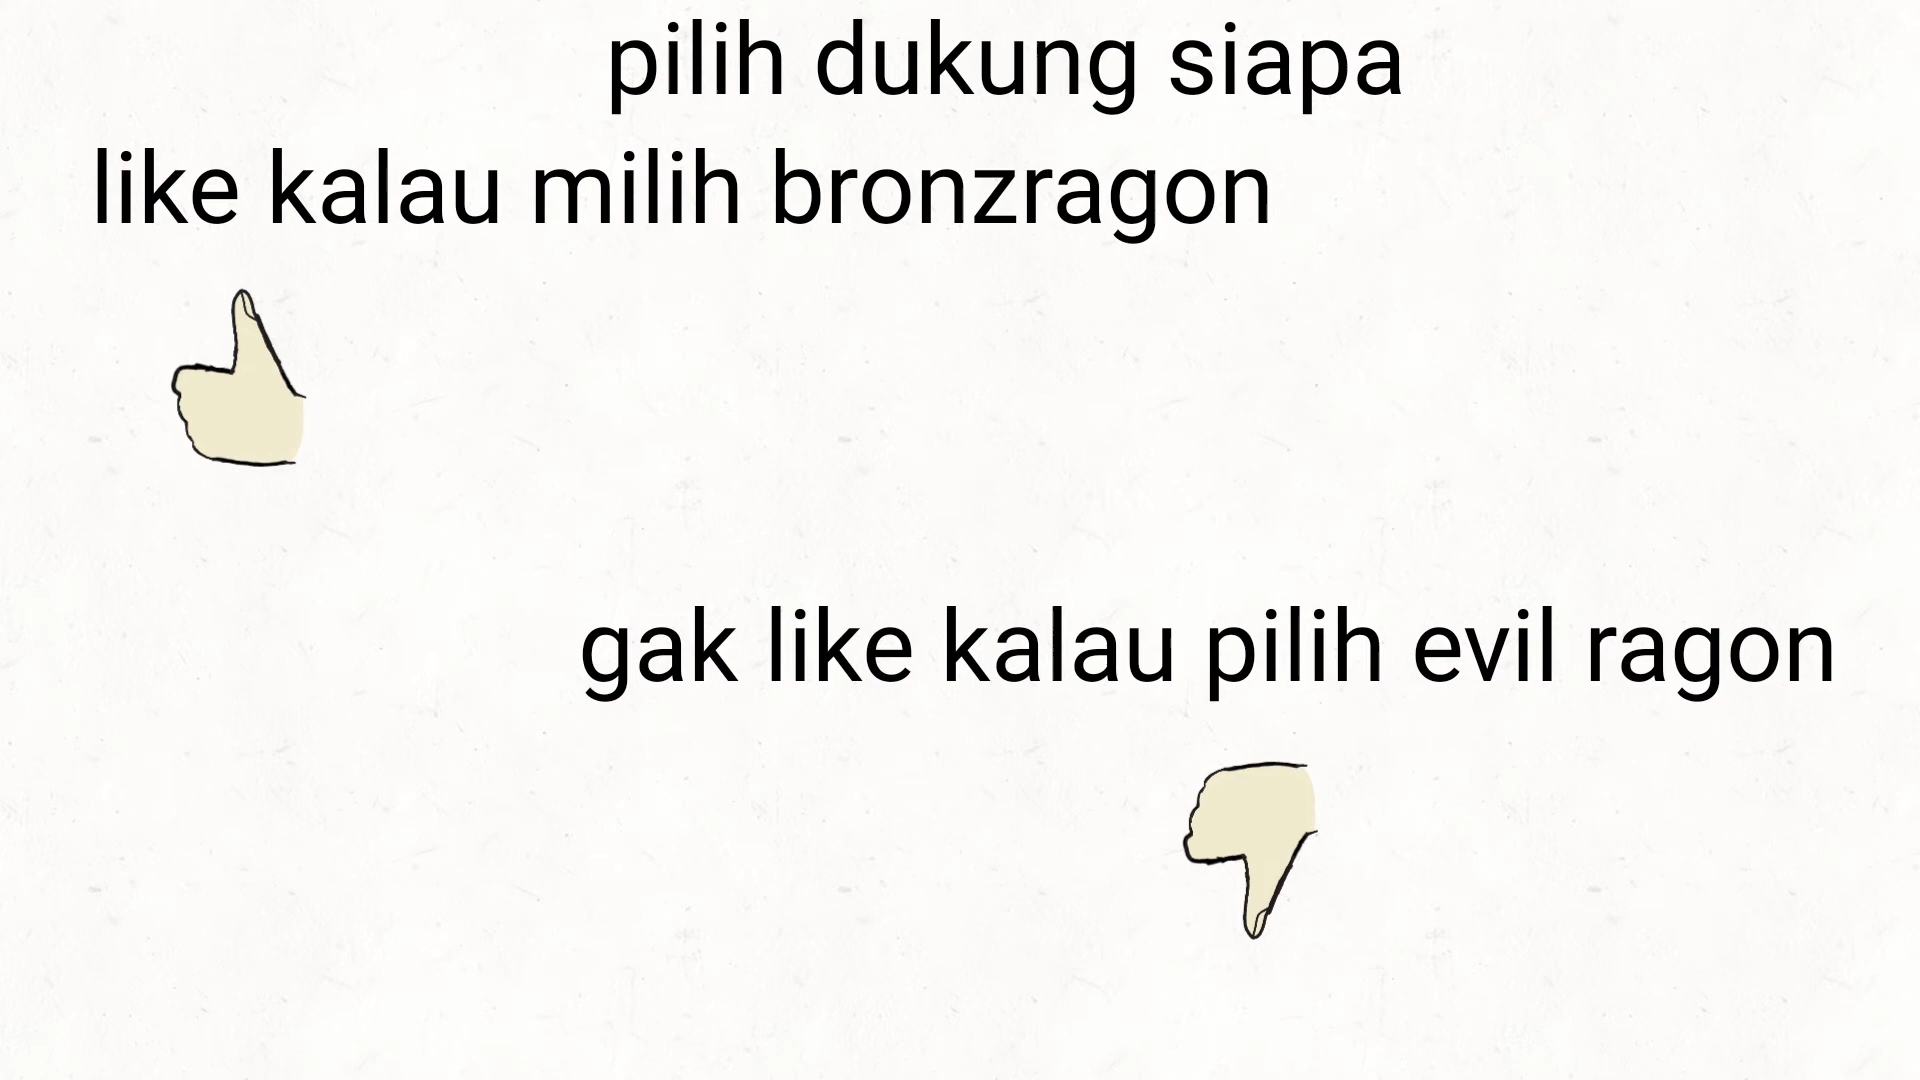 pilih dukung siapa
like kalau milih bronzragon
gak like kalau pilih evil ragon